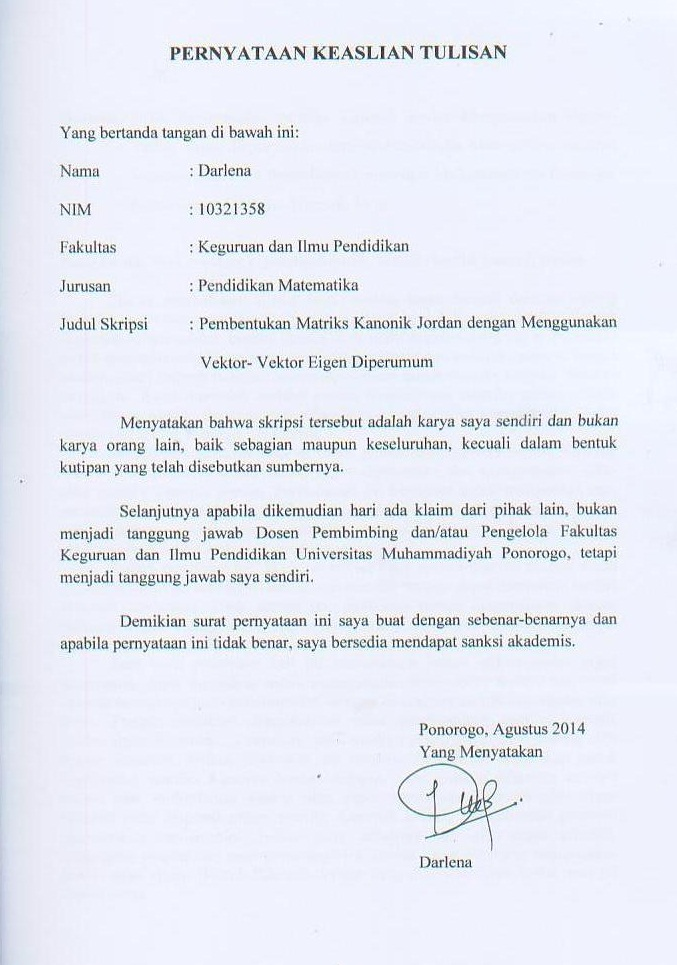 PERNYATAAN KEASLIAN TULISAN
Yang bertanda tangan di bawah ini:
Nama : Darlena
NIM : 10321358
Fakultas : Keguruan dan Ilmu Pendidikan
Jurusan : Pendidikan Matematika
Judul Skripsi : Pembentukan Matriks Kanonik Jordan dengan Menggunakan
Vektor- Vektor Eigen Diperumum
Menyatakan bahwa skripsi tersebut adalah karya saya sendiri dan bukan
karya orang lain, baik sebagian maupun keseluruhan, kecuali dalam bentuk
kutipan yang telah disebutkan sumbernya.
Selanjutnya apabila dikemudian hari ada klaim dari pihak lain, bukan
menjadi tanggung jawab Dosen Pembimbing dan/atau Pengelola Fakultas
Keguruan dan Ilmu Pendidikan Universitas Muhammadiyah Ponorogo, tetapi
menjadi tanggung jawab saya sendiri.
Demikian surat pernyataan ini saya buat dengan sebenar-benarnya dan
apabila pernyataan ini tidak benar, saya bersedia mendapat sanksi akademis.
Ponorogo, Agustus 2014
Yang Menyatakan
Darlena